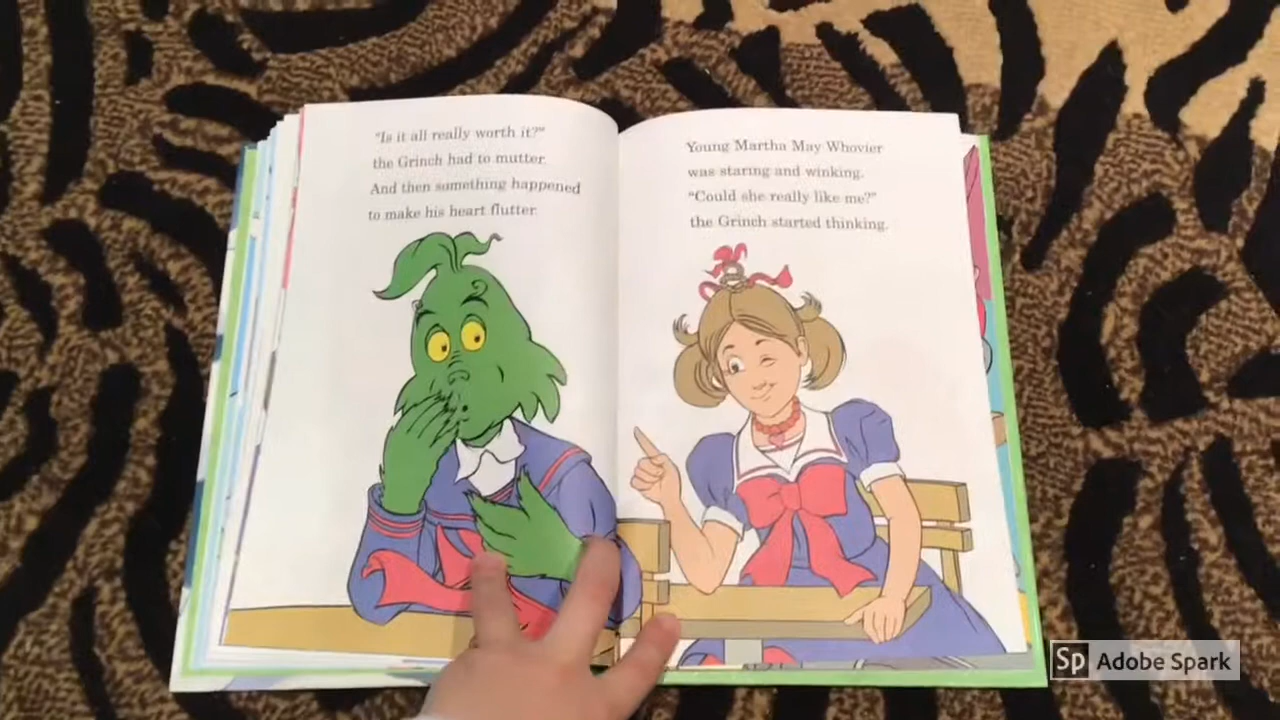 "Is it all really worth it?"
the Grinch had to mutter.
And then something happened
to make his heart flutter.
Young Martha May Whovier
was staring and winking.
"Could she really like me?"
the Grinch started thinking.
Sp Adobe Spark